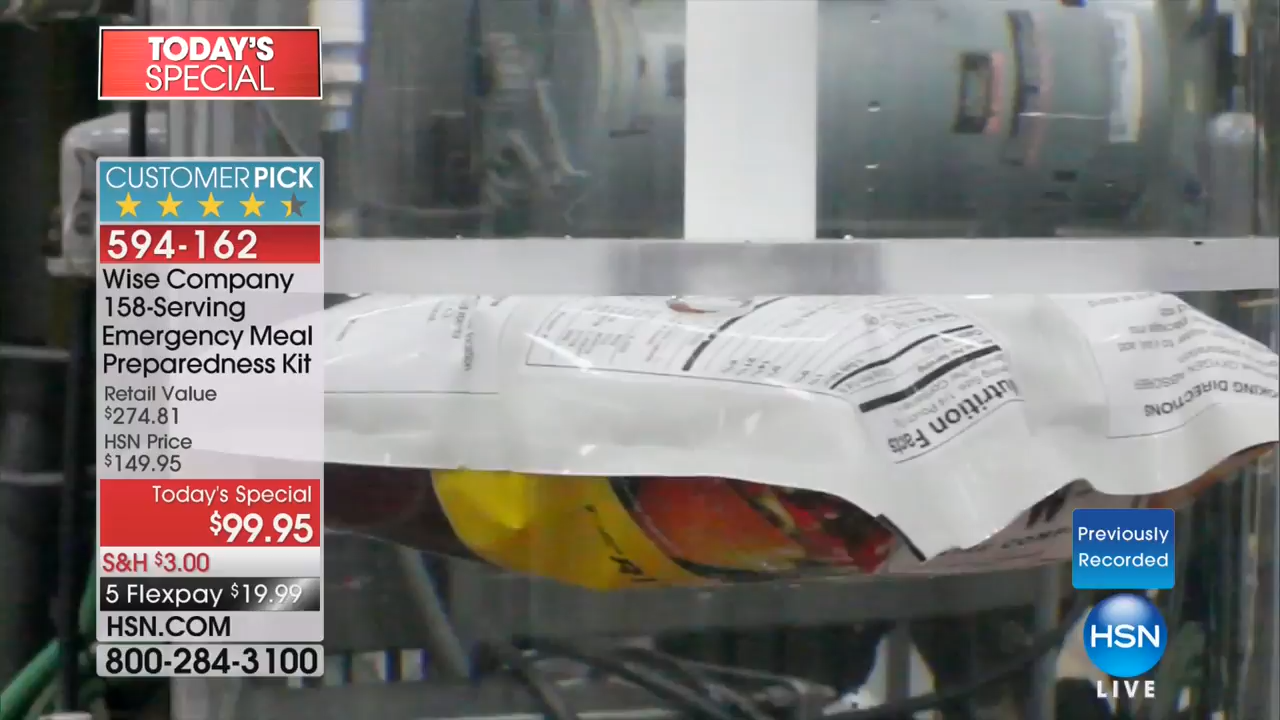 TODAY'S
SPECIAL
CUSTOMER PICK
594-162
Wise Company
158-Serving
Emergency Meal
Preparedness Kit
Retail Value
$274.81
HSN Price
$149.95
Today's Special
$99.95
S&H $3.00
5 Flexpay $19.99
HSN.COM
800-284-3100
Nutrition Facts
KING DIRECTIONS
Previously
Recorded
HSN
LIVE